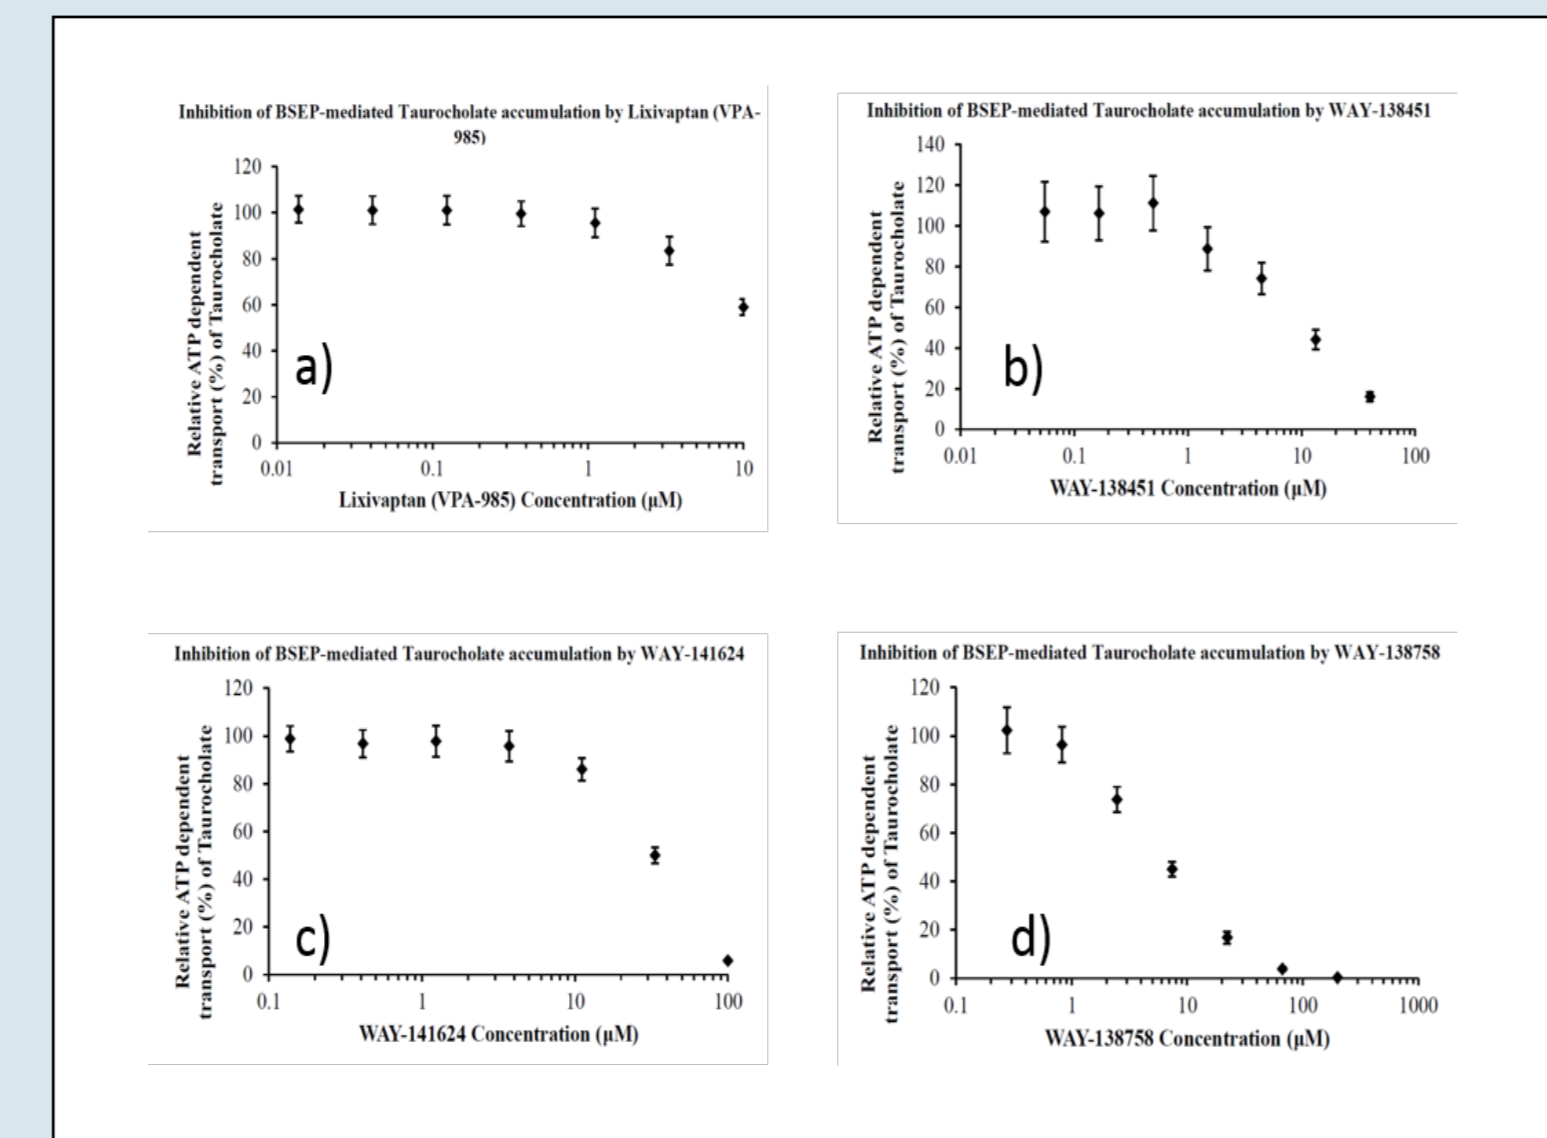 Inhibition of BSEP-mediated Taurocholate accumulation by Lixivaptan (VPA-
985)
Relative ATP dependent
transport (%) of Taurocholate
120
100
80
60
40
20
0
0.01
0.1
1
10
Lixivaptan (VPA-985) Concentration (µM)
a)
Inhibition of BSEP-mediated Taurocholate accumulation by WAY-138451
Relative ATP dependent
transport (%) of Taurocholate
140
120
100
80
60
40
20
0
0.01
0.1
1
10
100
WAY-138451 Concentration (µM)
b)
Inhibition of BSEP-mediated Taurocholate accumulation by WAY-141624
Relative ATP dependent
transport (%) of Taurocholate
120
100
80
60
40
20
0
0.1
1
10
100
WAY-141624 Concentration (µM)
c)
Inhibition of BSEP-mediated Taurocholate accumulation by WAY-138758
Relative ATP dependent
transport (%) of Taurocholate
120
100
80
60
40
20
0
0.1
1
10
100
1000
WAY-138758 Concentration (µM)
d)